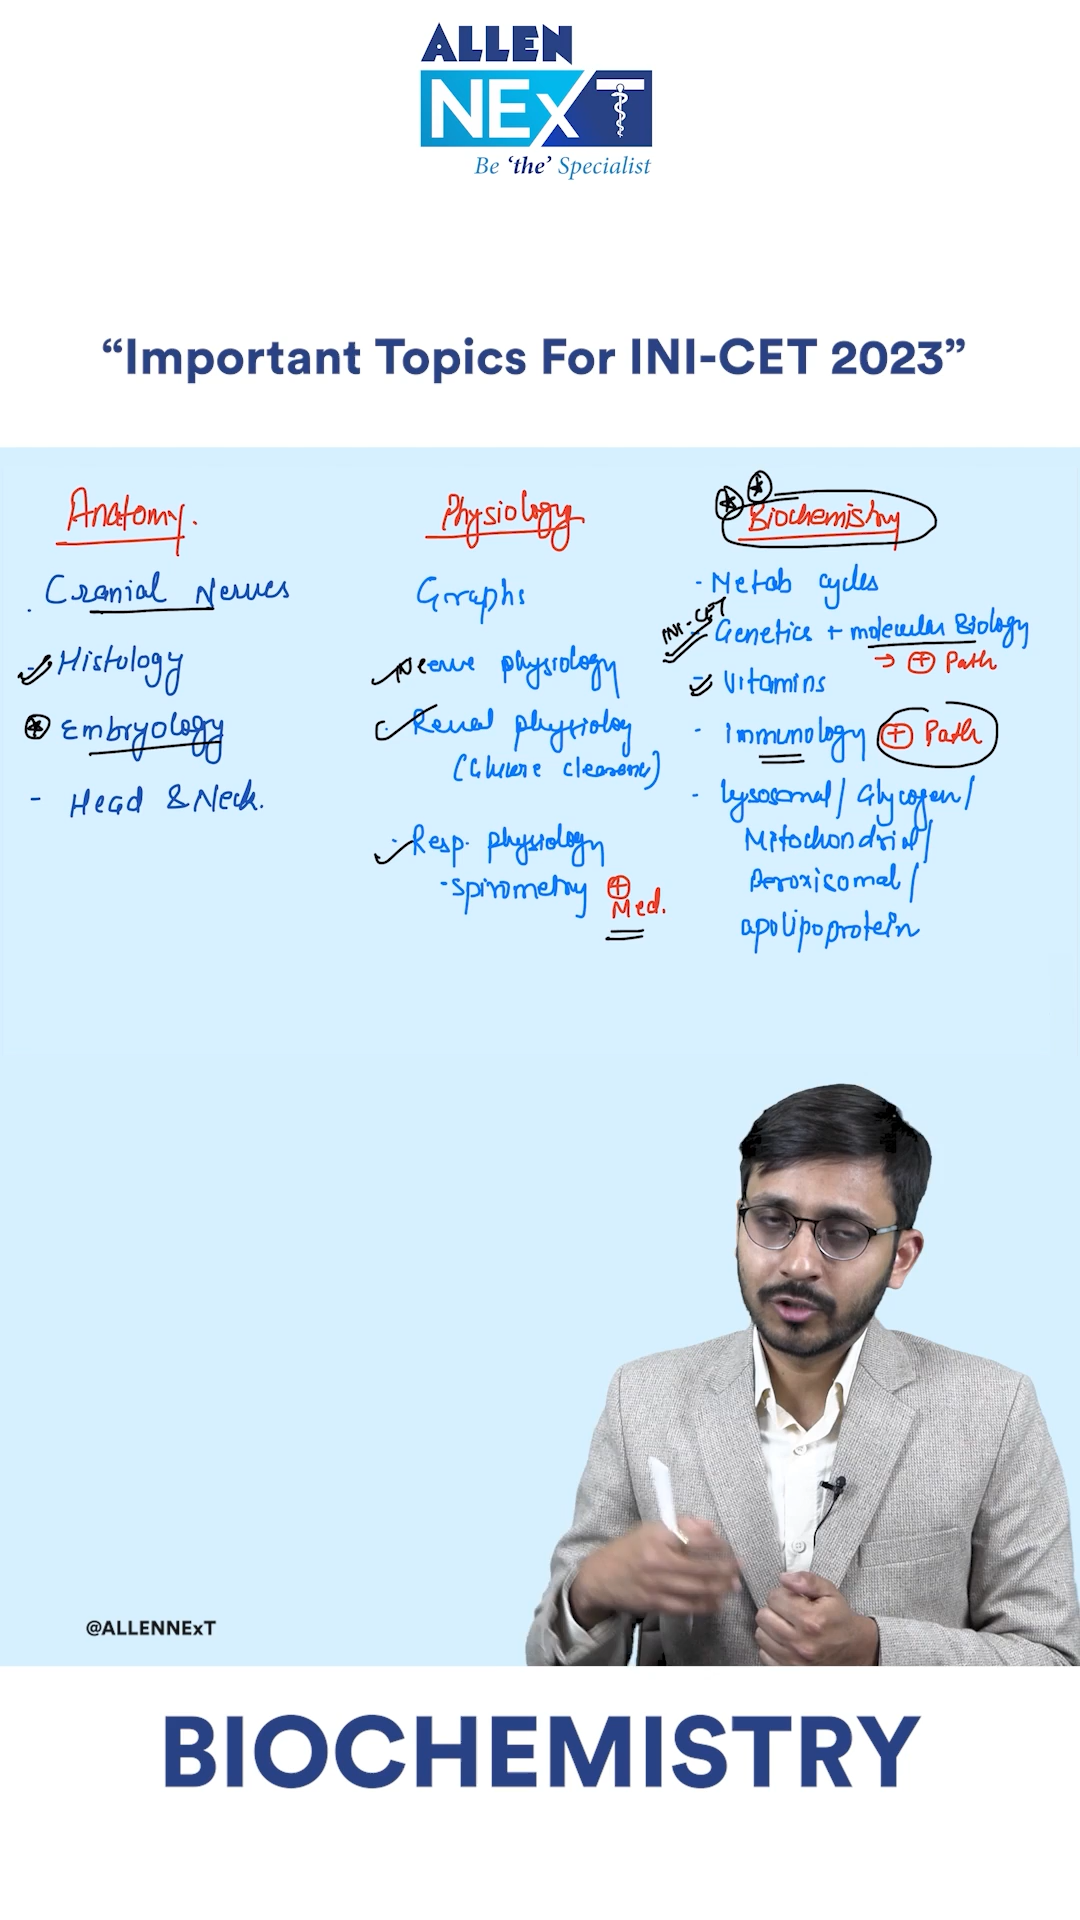 ALLEN
NExT
Be ‘the’ Specialist
“Important Topics For INI-CET 2023”
Anatomy.
Cranial Nerves
- Histology
Embryology
- Head & Neck.
Physiology
Graphs
Nerve physiology
Renal physiology
(Glucose clearance)
- Resp. physiology
- Spirometry + Med.
Biochemistry
- Metab cycles
INI-CET
- Genetics + molecular Biology
→ + Path
- Vitamins
- Immunology + Path
- Lysosomal / Glycogen /
Mitochondrial /
Peroxisomal /
apolipoprotein
@ALLENNExT
BIOCHEMISTRY